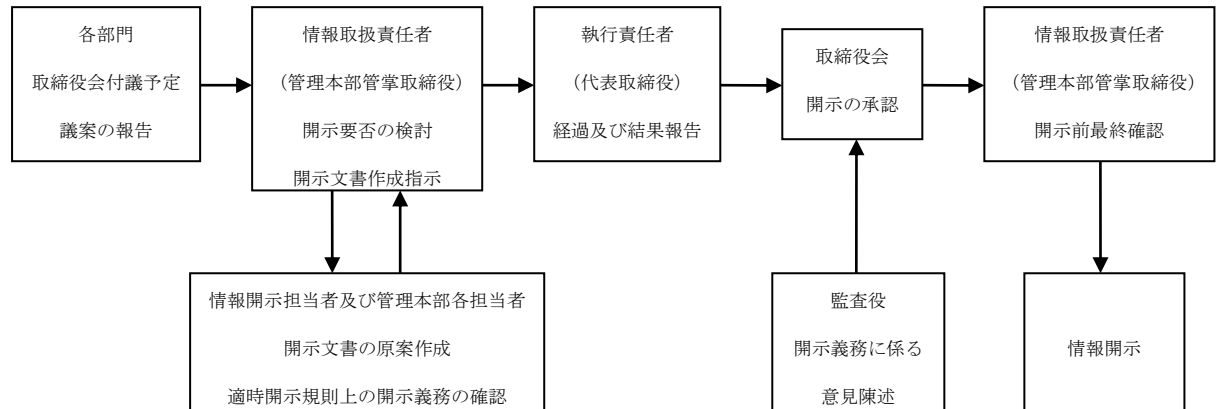 各部門
取締役会付議予定
議案の報告
情報取扱責任者
（管理本部管掌取締役）
開示要否の検討
開示文書作成指示
執行責任者
（代表取締役）
経過及び結果報告
取締役会
開示の承認
情報取扱責任者
（管理本部管掌取締役）
開示前最終確認
情報開示担当者及び管理本部各担当者
開示文書の原案作成
適時開示規則上の開示義務の確認
監査役
開示義務に係る
意見陳述
情報開示